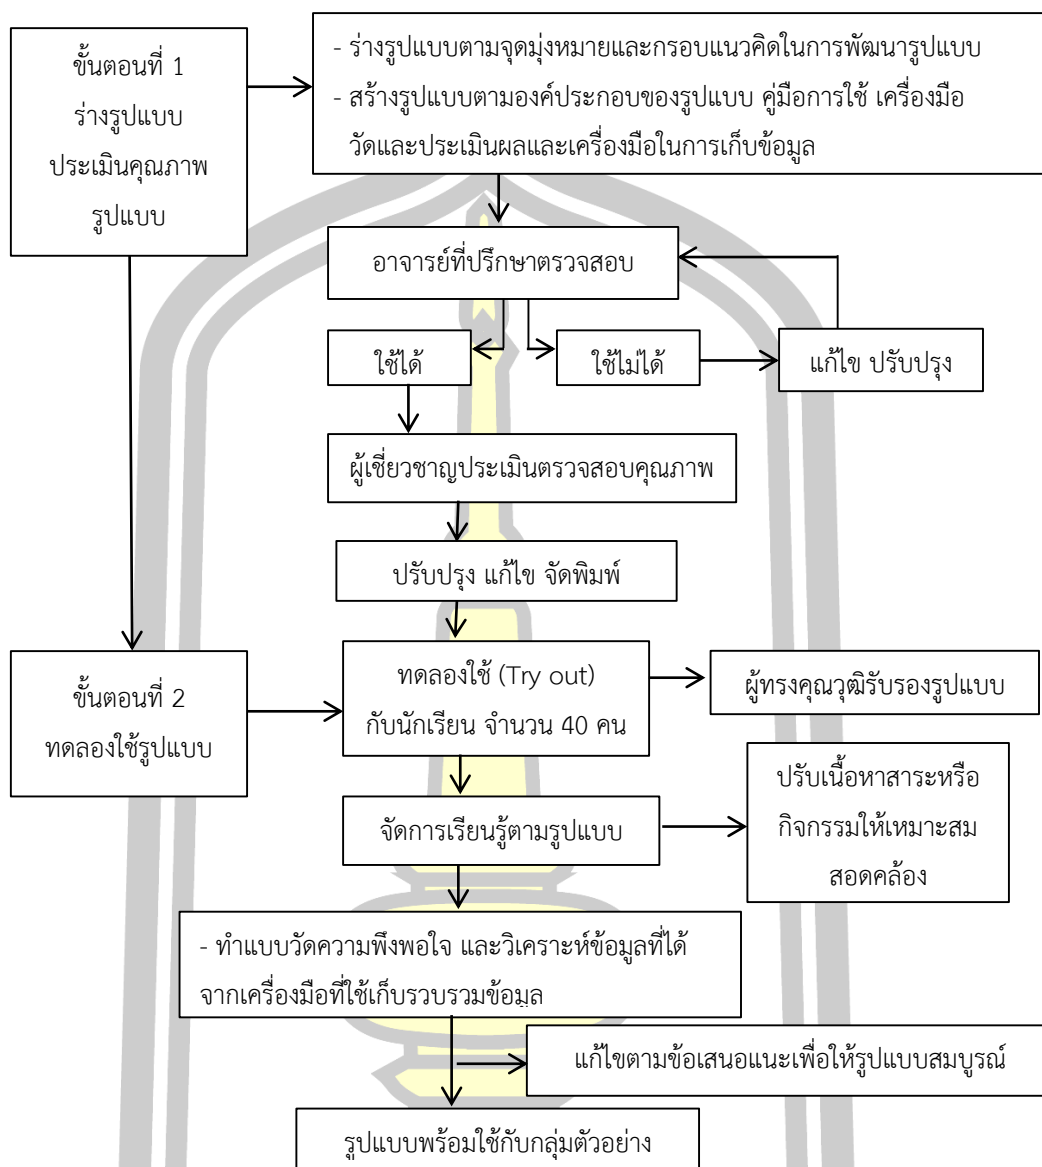 ขั้นตอนที่ 1
ร่างรูปแบบ
ประเมินคุณภาพ
รูปแบบ
- ร่างรูปแบบตามจุดมุ่งหมายและกรอบแนวคิดในการพัฒนารูปแบบ
- สร้างรูปแบบตามองค์ประกอบของรูปแบบ คู่มือการใช้ เครื่องมือ
วัดและประเมินผลและเครื่องมือในการเก็บข้อมูล
อาจารย์ที่ปรึกษาตรวจสอบ
ใช้ได้
ใช้ไม่ได้
แก้ไข ปรับปรุง
ผู้เชี่ยวชาญประเมินตรวจสอบคุณภาพ
ปรับปรุง แก้ไข จัดพิมพ์
ขั้นตอนที่ 2
ทดลองใช้รูปแบบ
ทดลองใช้ (Try out)
กับนักเรียน จำนวน 40 คน
ผู้ทรงคุณวุฒิรับรองรูปแบบ
จัดการเรียนรู้ตามรูปแบบ
ปรับเนื้อหาสาระหรือ
กิจกรรมให้เหมาะสม
สอดคล้อง
- ทำแบบวัดความพึงพอใจ และวิเคราะห์ข้อมูลที่ได้
จากเครื่องมือที่ใช้เก็บรวบรวมข้อมูล
แก้ไขตามข้อเสนอแนะเพื่อให้รูปแบบสมบูรณ์
รูปแบบพร้อมใช้กับกลุ่มตัวอย่าง